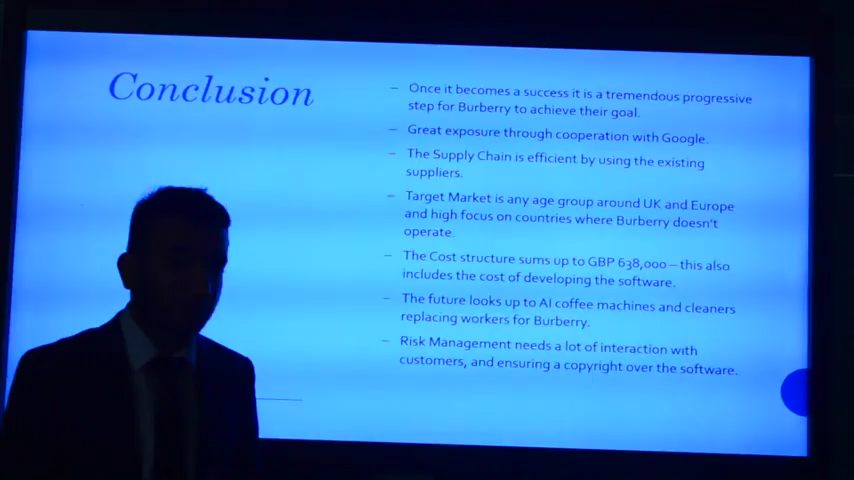 Conclusion
– Once it becomes a success it is a tremendous progressive
step for Burberry to achieve their goal.
– Great exposure through cooperation with Google.
– The Supply Chain is efficient by using the existing
suppliers.
– Target Market is any age group around UK and Europe
and high focus on countries where Burberry doesn't
operate.
– The Cost structure sums up to GBP 638,000 – this also
includes the cost of developing the software.
– The future looks up to AI coffee machines and cleaners
replacing workers for Burberry.
– Risk Management needs a lot of interaction with
customers, and ensuring a copyright over the software.